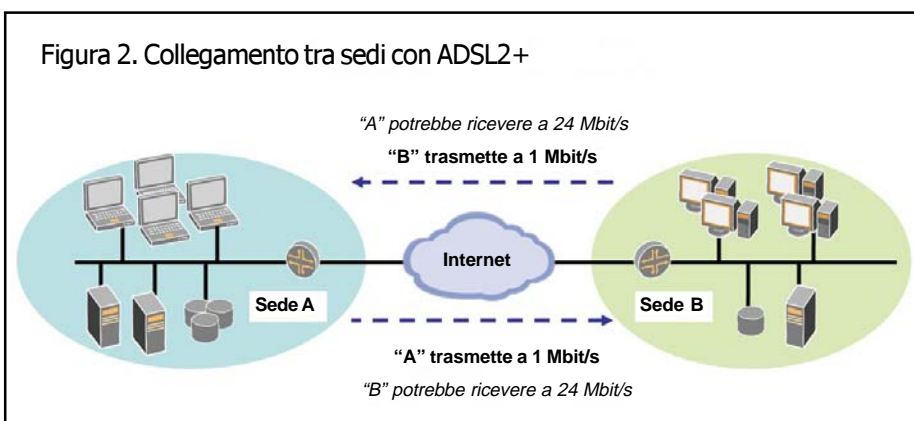 Figura 2. Collegamento tra sedi con ADSL2+
“A” potrebbe ricevere a 24 Mbit/s
“B” trasmette a 1 Mbit/s
Internet
Sede A
Sede B
“A” trasmette a 1 Mbit/s
“B” potrebbe ricevere a 24 Mbit/s